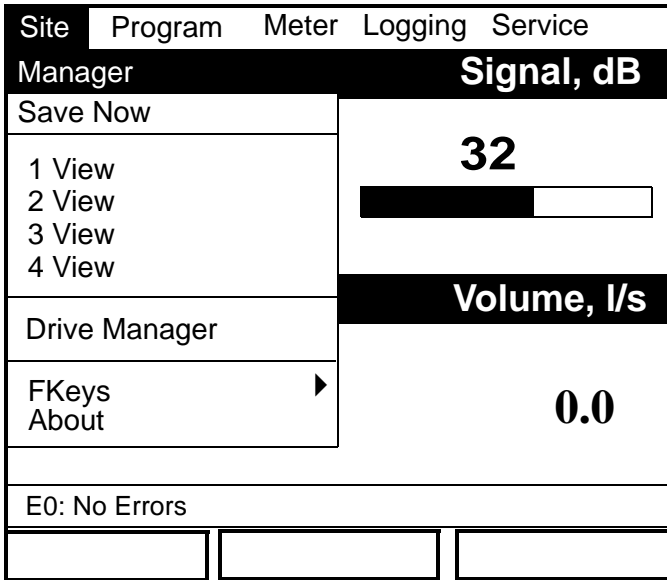 Site Program Meter Logging Service
Manager
Signal, dB
Save Now
32
1 View
2 View
3 View
4 View
Volume, l/s
Drive Manager
FKeys
About
0.0
E0: No Errors